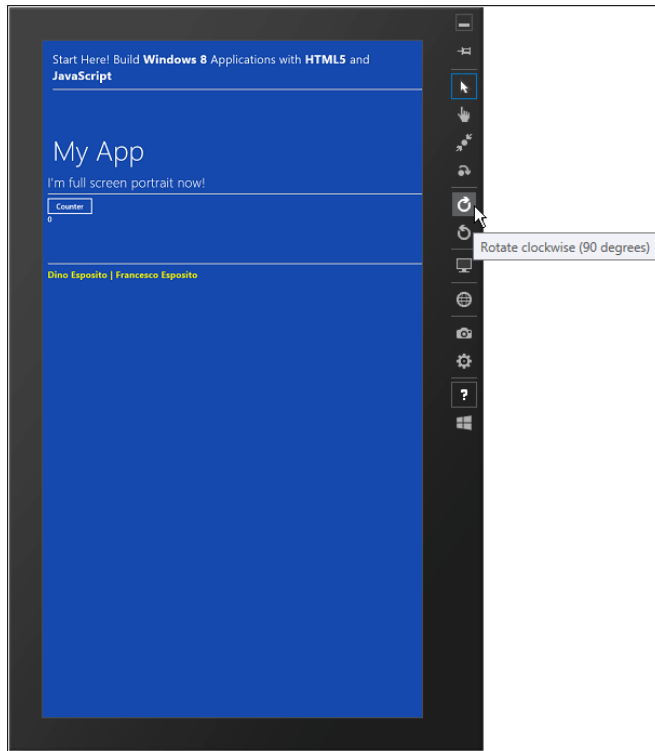 Start Here! Build Windows 8 Applications with HTML5 and
JavaScript
My App
I'm full screen portrait now!
Counter
0
Rotate clockwise (90 degrees)
Dino Esposito | Francesco Esposito
?